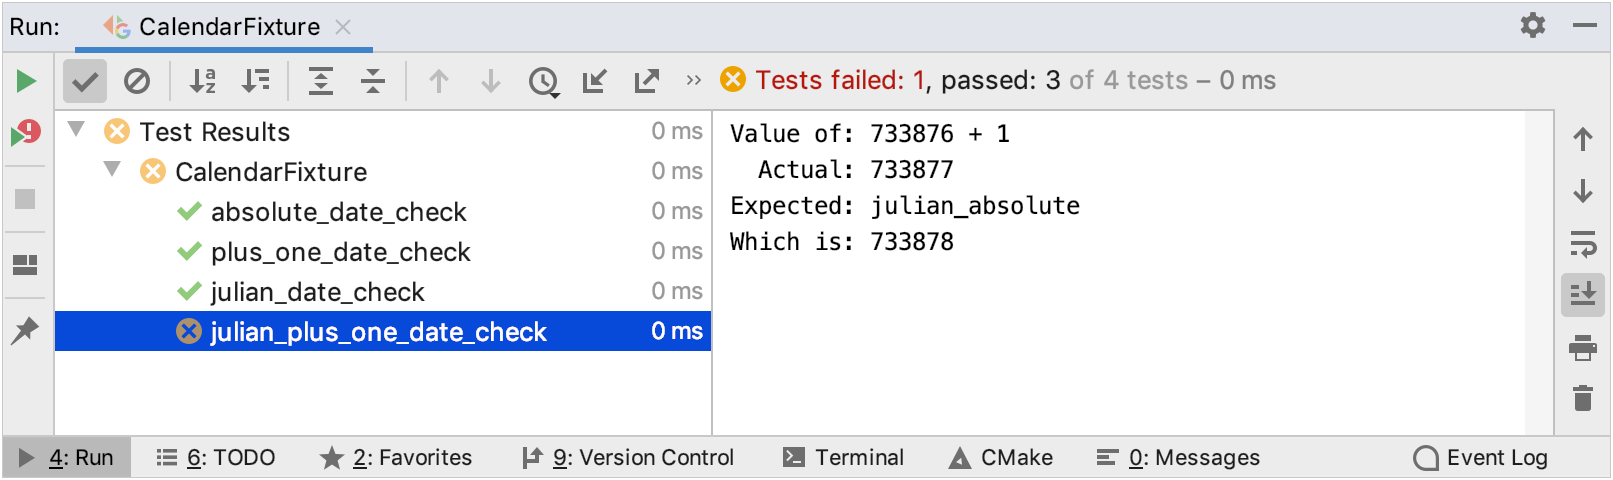 Run: CalendarFixture
Tests failed: 1, passed: 3 of 4 tests – 0 ms
Test Results 0 ms
CalendarFixture 0 ms
absolute_date_check 0 ms
plus_one_date_check 0 ms
julian_date_check 0 ms
julian_plus_one_date_check 0 ms
Value of: 733876 + 1
Actual: 733877
Expected: julian_absolute
Which is: 733878
4: Run 6: TODO 2: Favorites 9: Version Control Terminal CMake 0: Messages Event Log